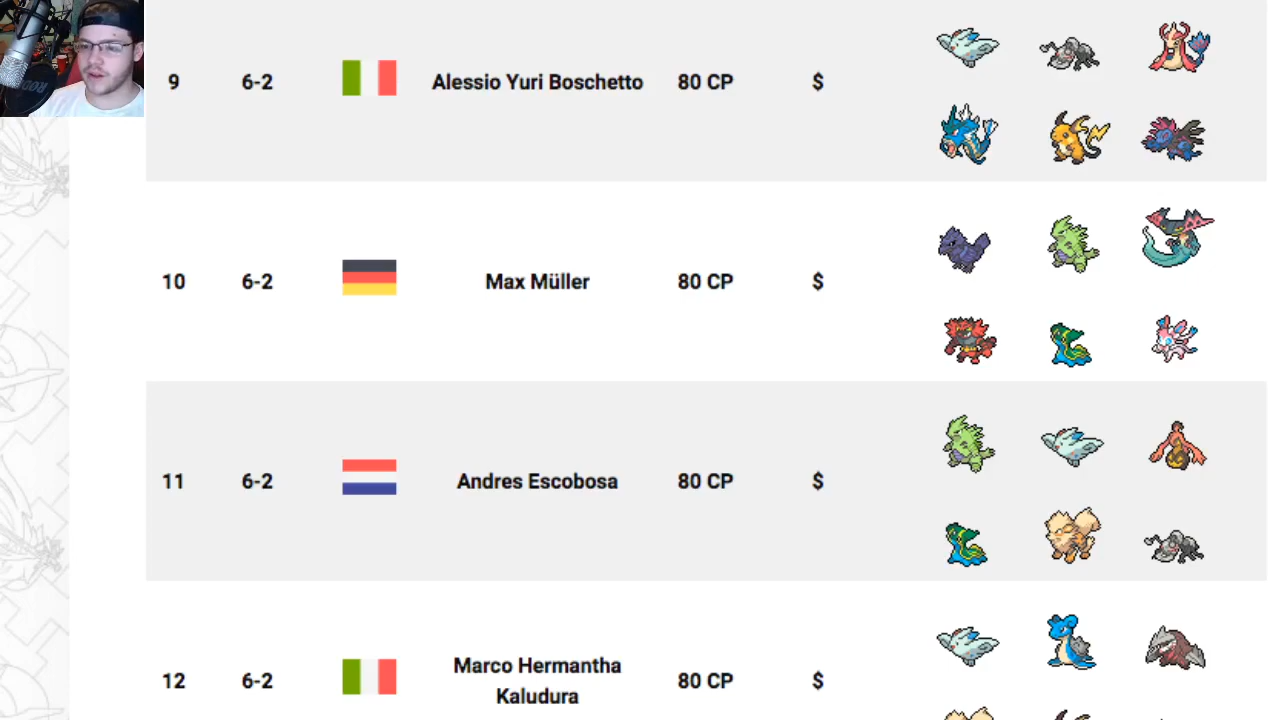 9 6-2 Alessio Yuri Boschetto 80 CP $
10 6-2 Max Müller 80 CP $
11 6-2 Andres Escobosa 80 CP $
12 6-2 Marco Hermantha Kaludura 80 CP $